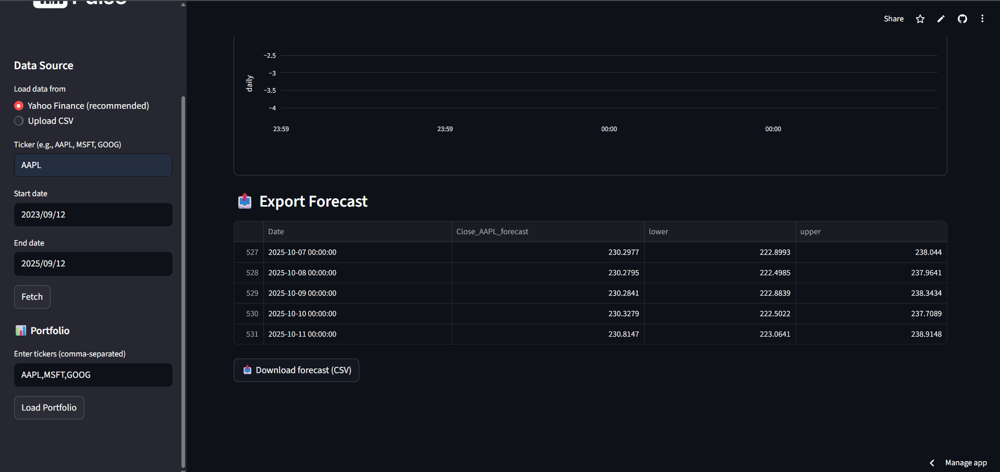 Share
Data Source
Load data from
Yahoo Finance (recommended)
Upload CSV
Ticker (e.g., AAPL, MSFT, GOOG)
AAPL
Start date
2023/09/12
End date
2025/09/12
Fetch
Portfolio
Enter tickers (comma-separated)
AAPL,MSFT,GOOG
Load Portfolio
daily
−2.5
−3
−3.5
−4
23:59 23:59 00:00 00:00
Export Forecast
Date Close_AAPL_forecast lower upper
527 2025-10-07 00:00:00 230.2977 222.8993 238.044
528 2025-10-08 00:00:00 230.2795 222.4985 237.9641
529 2025-10-09 00:00:00 230.2841 222.8839 238.3434
530 2025-10-10 00:00:00 230.3279 222.5022 237.7089
531 2025-10-11 00:00:00 230.8147 223.0641 238.9148
Download forecast (CSV)
Manage app